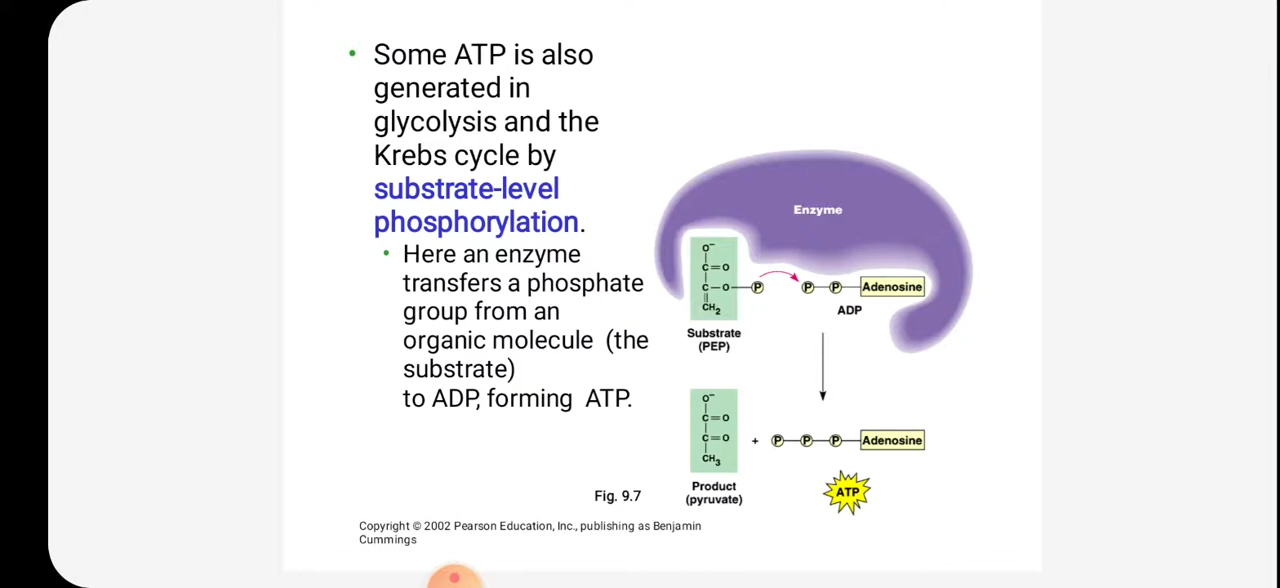 • Some ATP is also
generated in
glycolysis and the
Krebs cycle by
substrate-level
phosphorylation.
• Here an enzyme
transfers a phosphate
group from an
organic molecule (the
substrate)
to ADP, forming ATP.
Enzyme
O⁻
C=O
C—O—P
CH₂
P—P—Adenosine
ADP
Substrate
(PEP)
O⁻
C=O
C=O
CH₃
+ P—P—P—Adenosine
Product
(pyruvate)
ATP
Fig. 9.7
Copyright © 2002 Pearson Education, Inc., publishing as Benjamin
Cummings